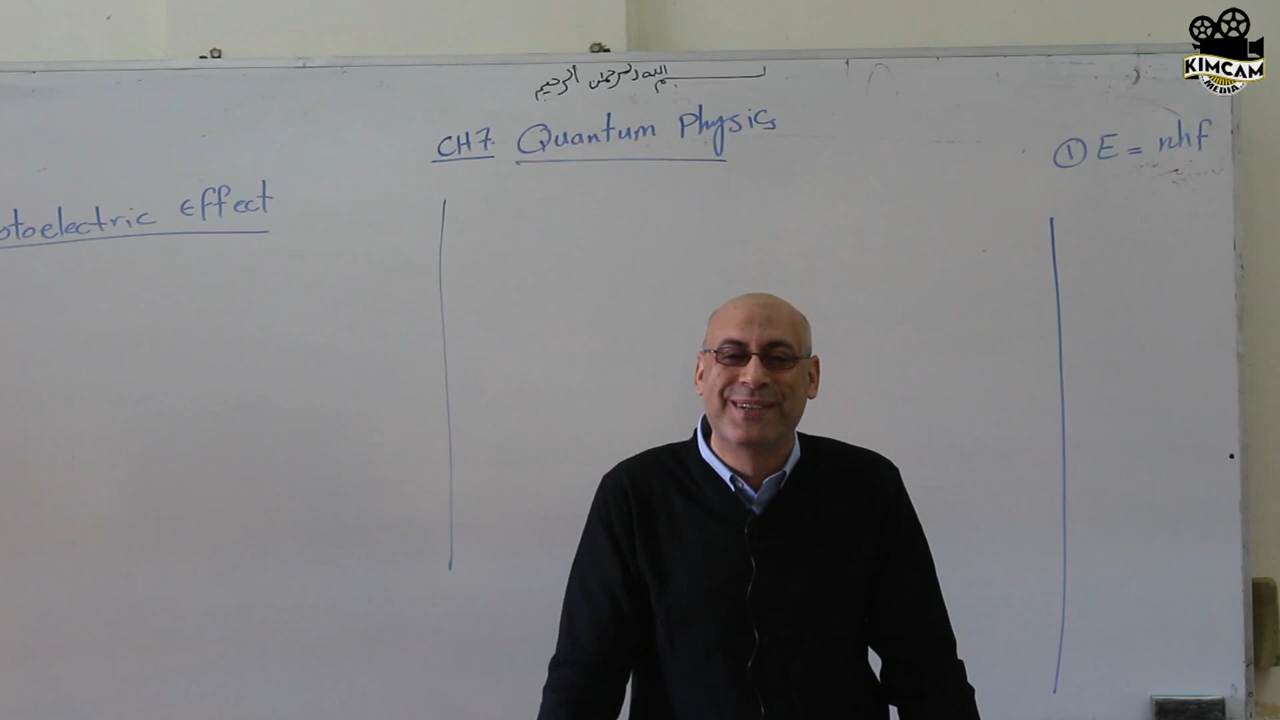 بسم الله الرحمن الرحيم
CH7. Quantum Physics
① E = nhf
otoelectric effect
KIMCAM
MEDIA